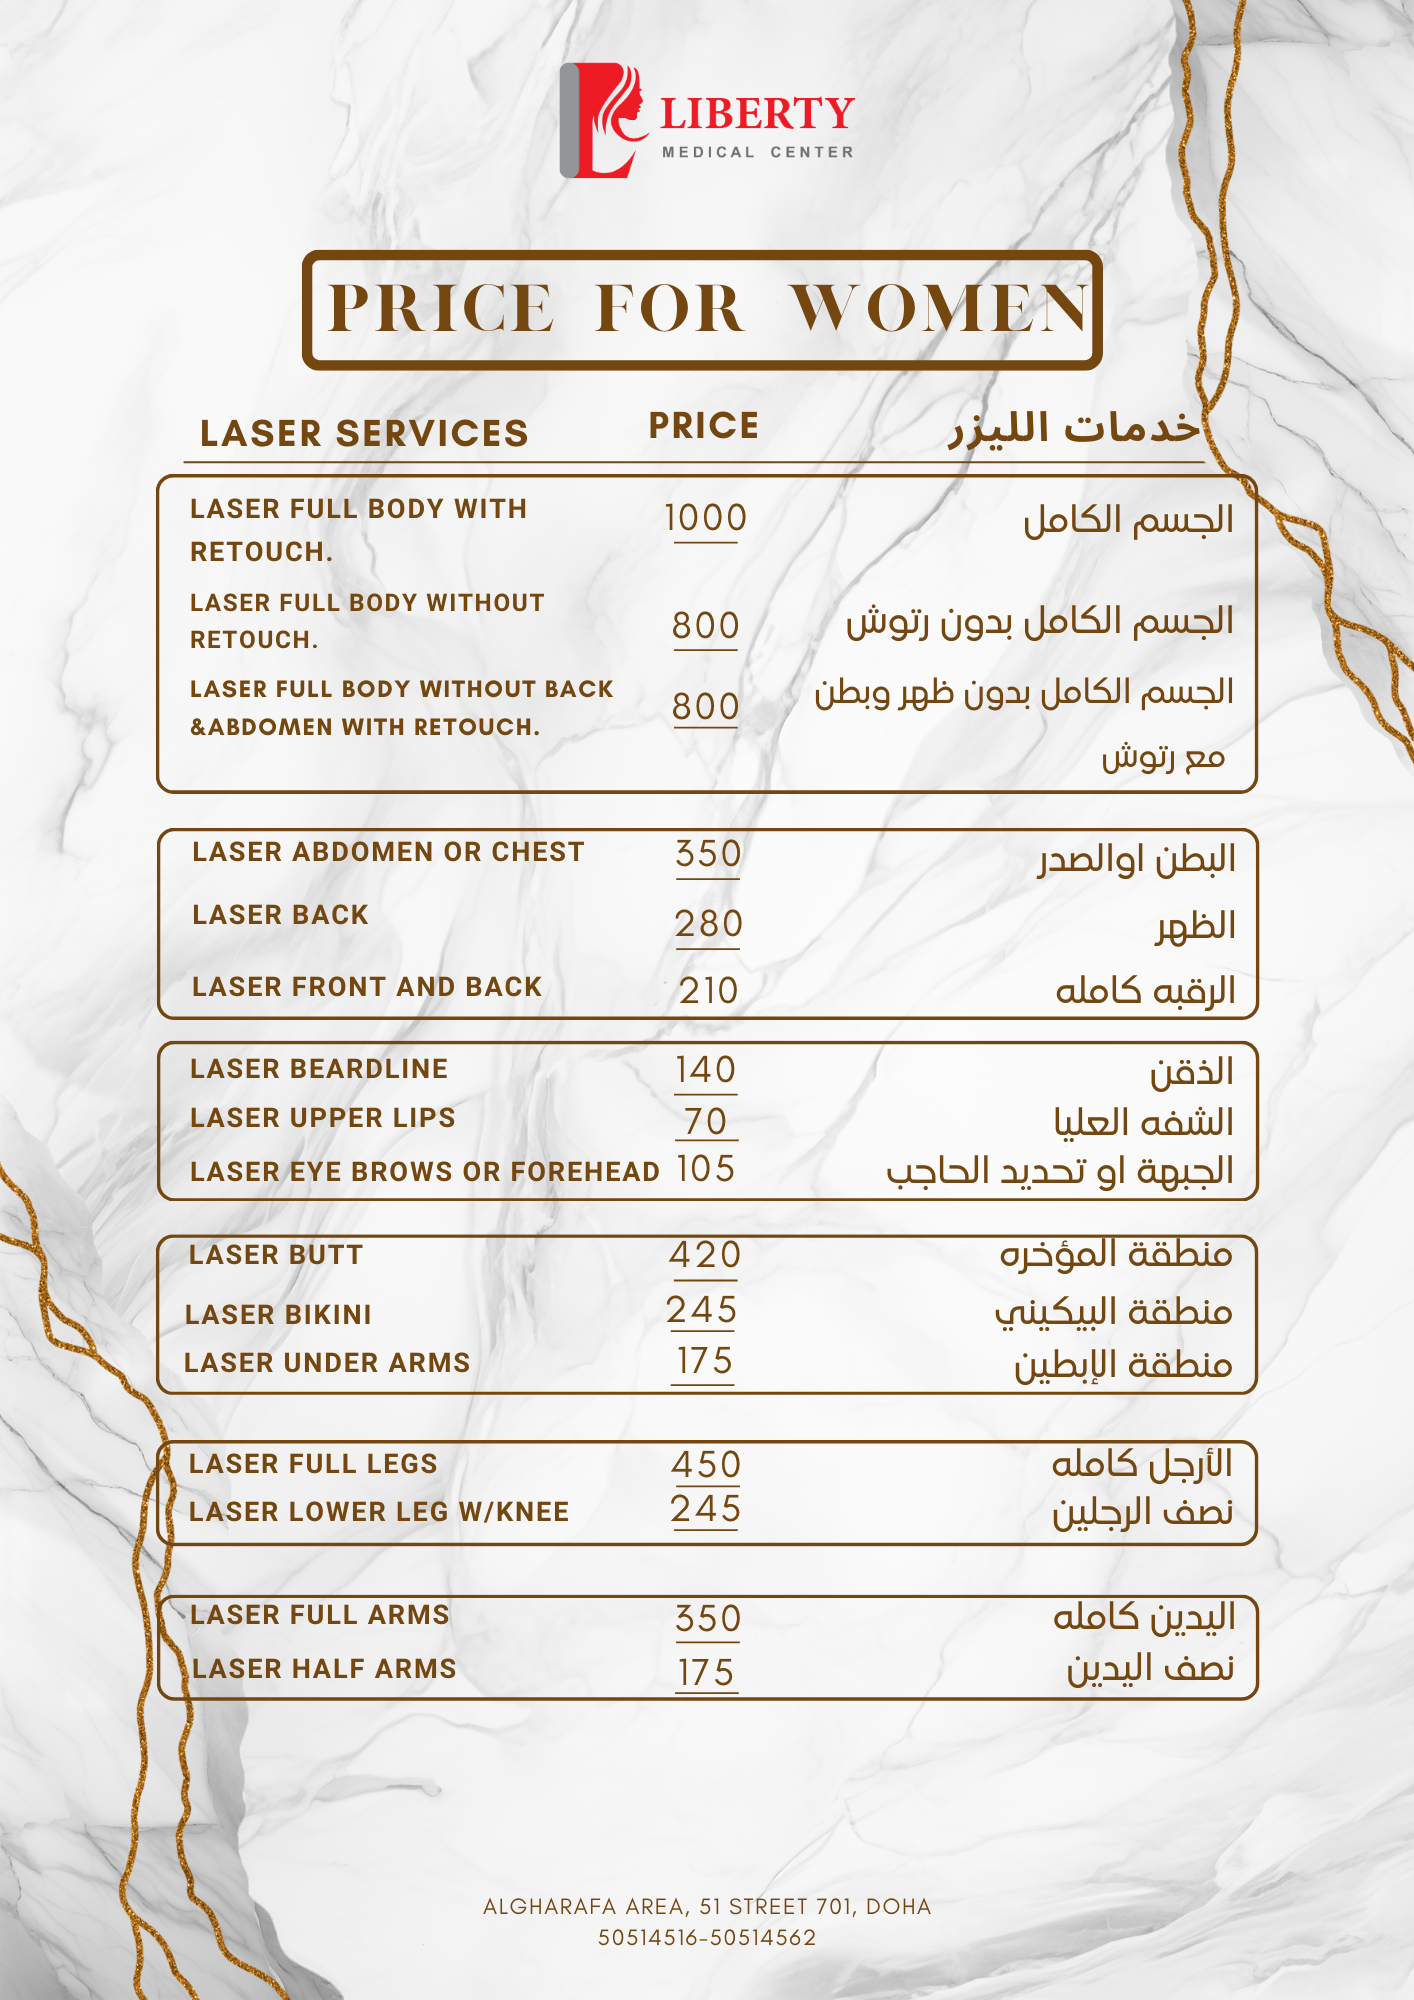 LIBERTY
MEDICAL CENTER
PRICE FOR WOMEN
LASER SERVICES PRICE خدمات الليزر
LASER FULL BODY WITH
RETOUCH.
1000 الجسم الكامل
LASER FULL BODY WITHOUT
RETOUCH.
800 الجسم الكامل بدون رتوش
LASER FULL BODY WITHOUT BACK
&ABDOMEN WITH RETOUCH.
800 الجسم الكامل بدون ظهر وبطن
مع رتوش
LASER ABDOMEN OR CHEST 350 البطن اوالصدر
LASER BACK 280 الظهر
LASER FRONT AND BACK 210 الرقبه كامله
LASER BEARDLINE 140 الذقن
LASER UPPER LIPS 70 الشفه العليا
LASER EYE BROWS OR FOREHEAD 105 الجبهة او تحديد الحاجب
LASER BUTT 420 منطقة المؤخره
LASER BIKINI 245 منطقة البيكيني
LASER UNDER ARMS 175 منطقة الإبطين
LASER FULL LEGS 450 الأرجل كامله
LASER LOWER LEG W/KNEE 245 نصف الرجلين
LASER FULL ARMS 350 اليدين كامله
LASER HALF ARMS 175 نصف اليدين
ALGHARAFA AREA, 51 STREET 701, DOHA
50514516-50514562